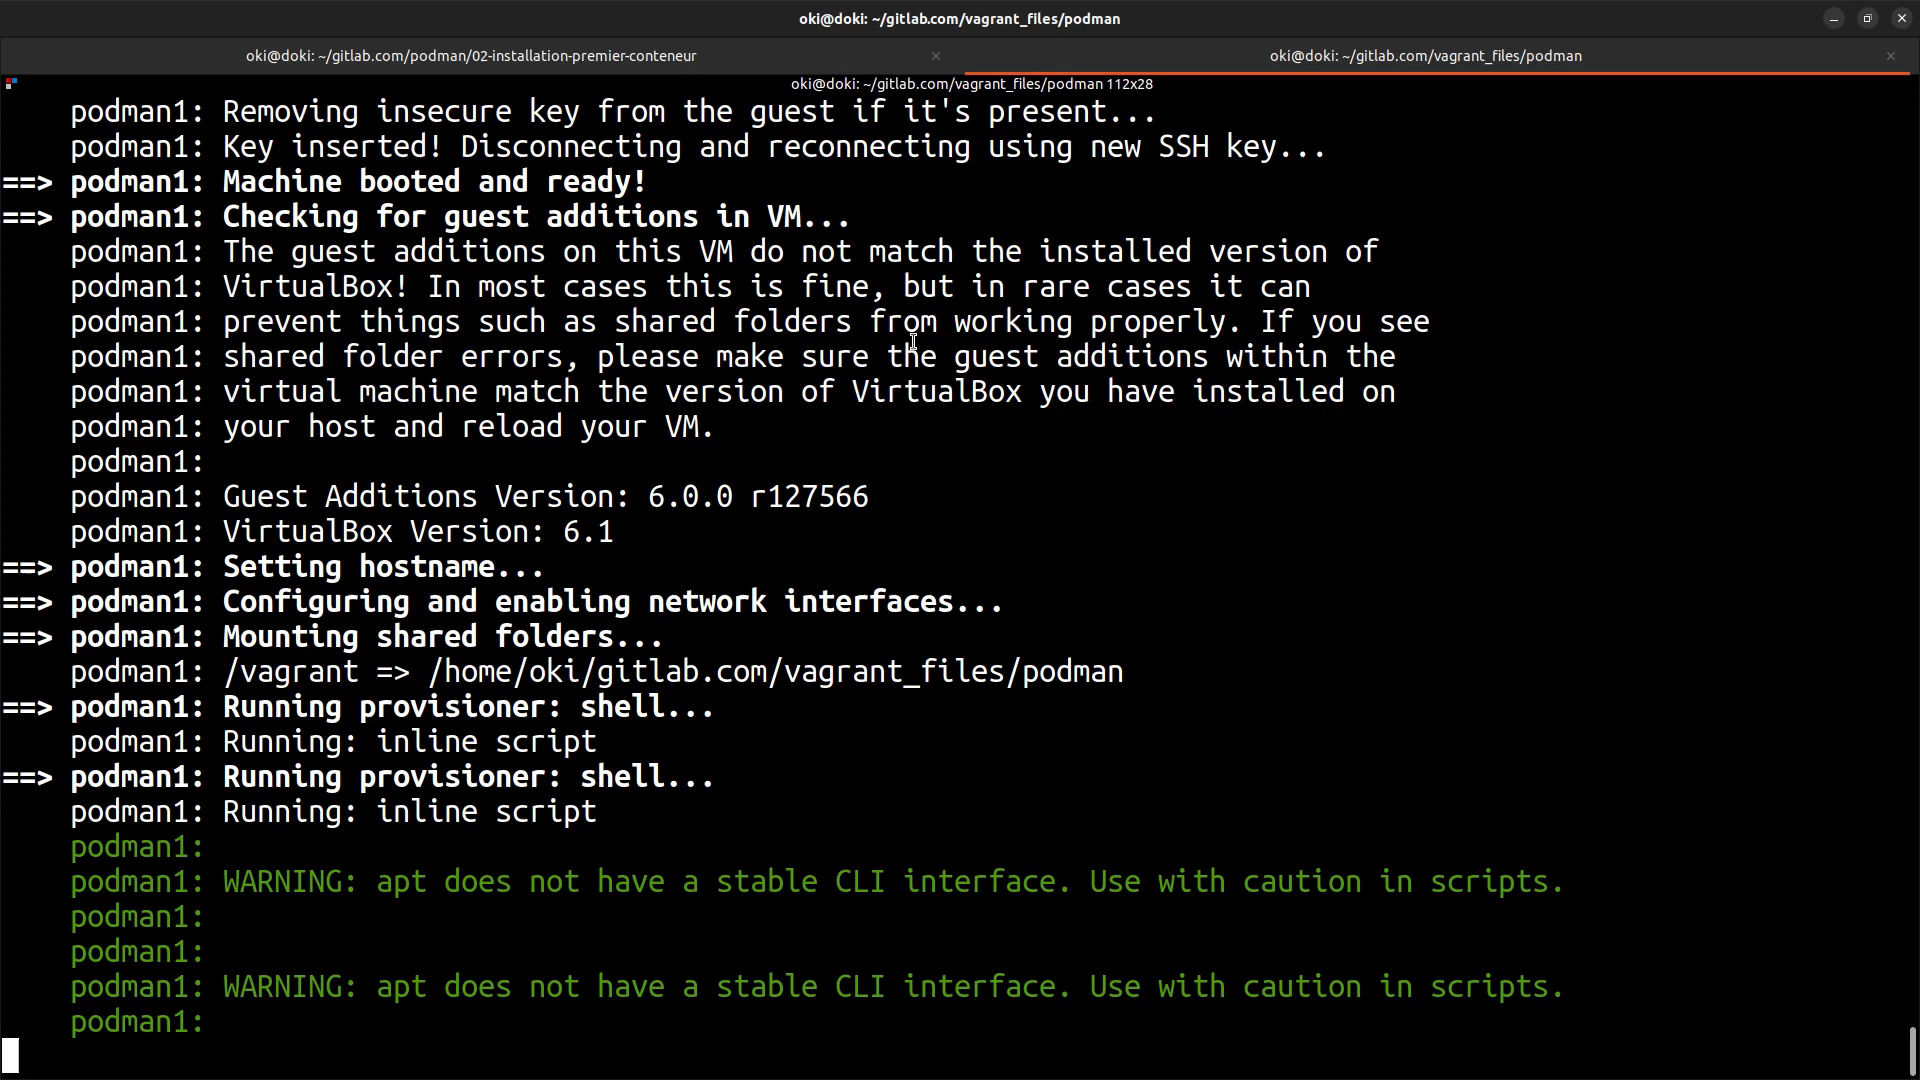 oki@doki: ~/gitlab.com/vagrant_files/podman
oki@doki: ~/gitlab.com/podman/02-installation-premier-conteneur
oki@doki: ~/gitlab.com/vagrant_files/podman
oki@doki: ~/gitlab.com/vagrant_files/podman 112x28
podman1: Removing insecure key from the guest if it's present...
podman1: Key inserted! Disconnecting and reconnecting using new SSH key...
==> podman1: Machine booted and ready!
==> podman1: Checking for guest additions in VM...
podman1: The guest additions on this VM do not match the installed version of
podman1: VirtualBox! In most cases this is fine, but in rare cases it can
podman1: prevent things such as shared folders from working properly. If you see
podman1: shared folder errors, please make sure the guest additions within the
podman1: virtual machine match the version of VirtualBox you have installed on
podman1: your host and reload your VM.
podman1:
podman1: Guest Additions Version: 6.0.0 r127566
podman1: VirtualBox Version: 6.1
==> podman1: Setting hostname...
==> podman1: Configuring and enabling network interfaces...
==> podman1: Mounting shared folders...
podman1: /vagrant => /home/oki/gitlab.com/vagrant_files/podman
==> podman1: Running provisioner: shell...
podman1: Running: inline script
==> podman1: Running provisioner: shell...
podman1: Running: inline script
podman1:
podman1: WARNING: apt does not have a stable CLI interface. Use with caution in scripts.
podman1:
podman1:
podman1: WARNING: apt does not have a stable CLI interface. Use with caution in scripts.
podman1: